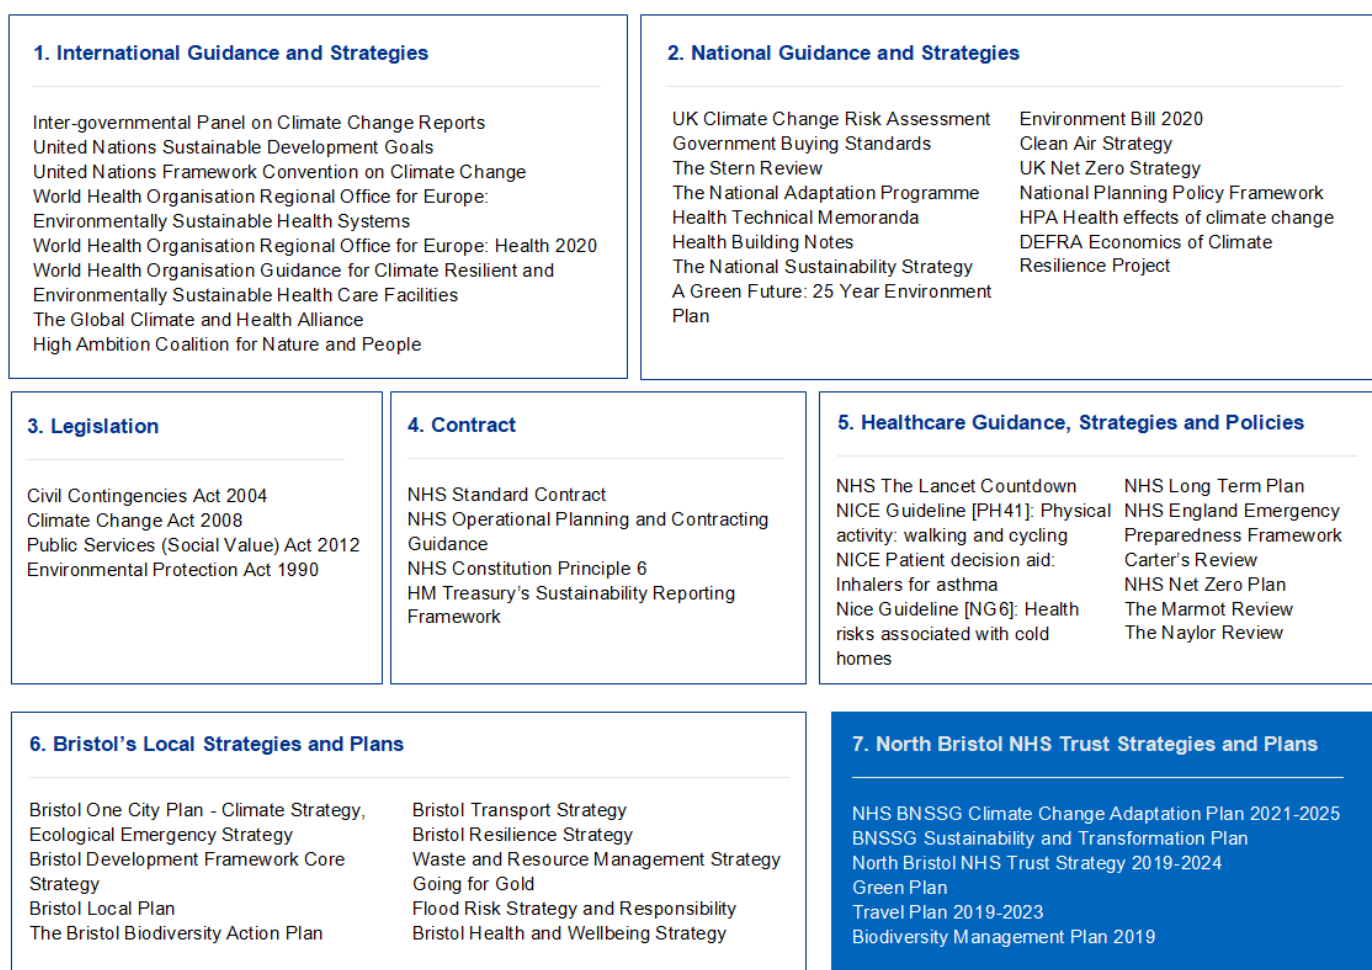 1. International Guidance and Strategies
Inter-governmental Panel on Climate Change Reports
United Nations Sustainable Development Goals
United Nations Framework Convention on Climate Change
World Health Organisation Regional Office for Europe:
Environmentally Sustainable Health Systems
World Health Organisation Regional Office for Europe: Health 2020
World Health Organisation Guidance for Climate Resilient and
Environmentally Sustainable Health Care Facilities
The Global Climate and Health Alliance
High Ambition Coalition for Nature and People
2. National Guidance and Strategies
UK Climate Change Risk Assessment
Government Buying Standards
The Stern Review
The National Adaptation Programme
Health Technical Memoranda
Health Building Notes
The National Sustainability Strategy
A Green Future: 25 Year Environment
Plan
Environment Bill 2020
Clean Air Strategy
UK Net Zero Strategy
National Planning Policy Framework
HPA Health effects of climate change
DEFRA Economics of Climate
Resilience Project
3. Legislation
Civil Contingencies Act 2004
Climate Change Act 2008
Public Services (Social Value) Act 2012
Environmental Protection Act 1990
4. Contract
NHS Standard Contract
NHS Operational Planning and Contracting
Guidance
NHS Constitution Principle 6
HM Treasury’s Sustainability Reporting
Framework
5. Healthcare Guidance, Strategies and Policies
NHS The Lancet Countdown
NICE Guideline [PH41]: Physical
activity: walking and cycling
NICE Patient decision aid:
Inhalers for asthma
Nice Guideline [NG6]: Health
risks associated with cold
homes
NHS Long Term Plan
NHS England Emergency
Preparedness Framework
Carter’s Review
NHS Net Zero Plan
The Marmot Review
The Naylor Review
6. Bristol’s Local Strategies and Plans
Bristol One City Plan - Climate Strategy,
Ecological Emergency Strategy
Bristol Development Framework Core
Strategy
Bristol Local Plan
The Bristol Biodiversity Action Plan
Bristol Transport Strategy
Bristol Resilience Strategy
Waste and Resource Management Strategy
Going for Gold
Flood Risk Strategy and Responsibility
Bristol Health and Wellbeing Strategy
7. North Bristol NHS Trust Strategies and Plans
NHS BNSSG Climate Change Adaptation Plan 2021-2025
BNSSG Sustainability and Transformation Plan
North Bristol NHS Trust Strategy 2019-2024
Green Plan
Travel Plan 2019-2023
Biodiversity Management Plan 2019